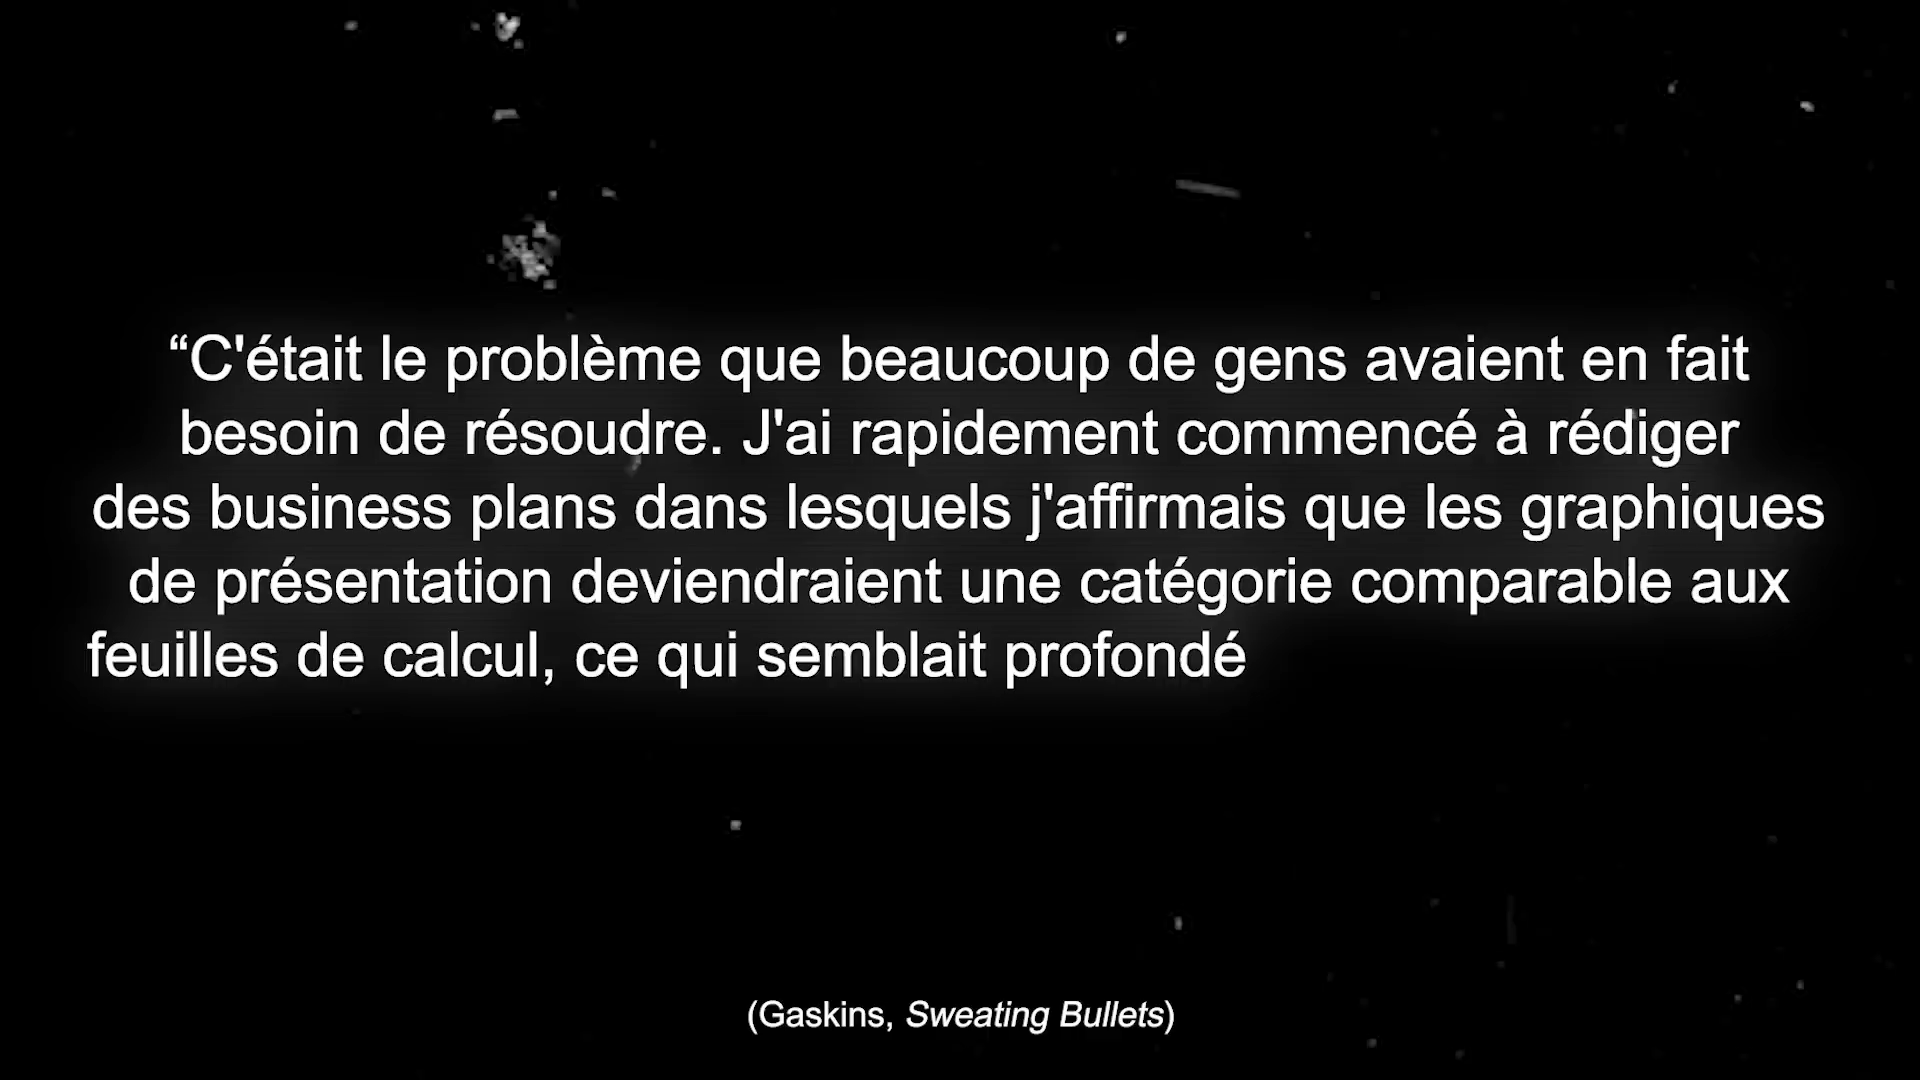 “C'était le problème que beaucoup de gens avaient en fait
besoin de résoudre. J'ai rapidement commencé à rédiger
des business plans dans lesquels j'affirmais que les graphiques
de présentation deviendraient une catégorie comparable aux
feuilles de calcul, ce qui semblait profondé
(Gaskins, Sweating Bullets)